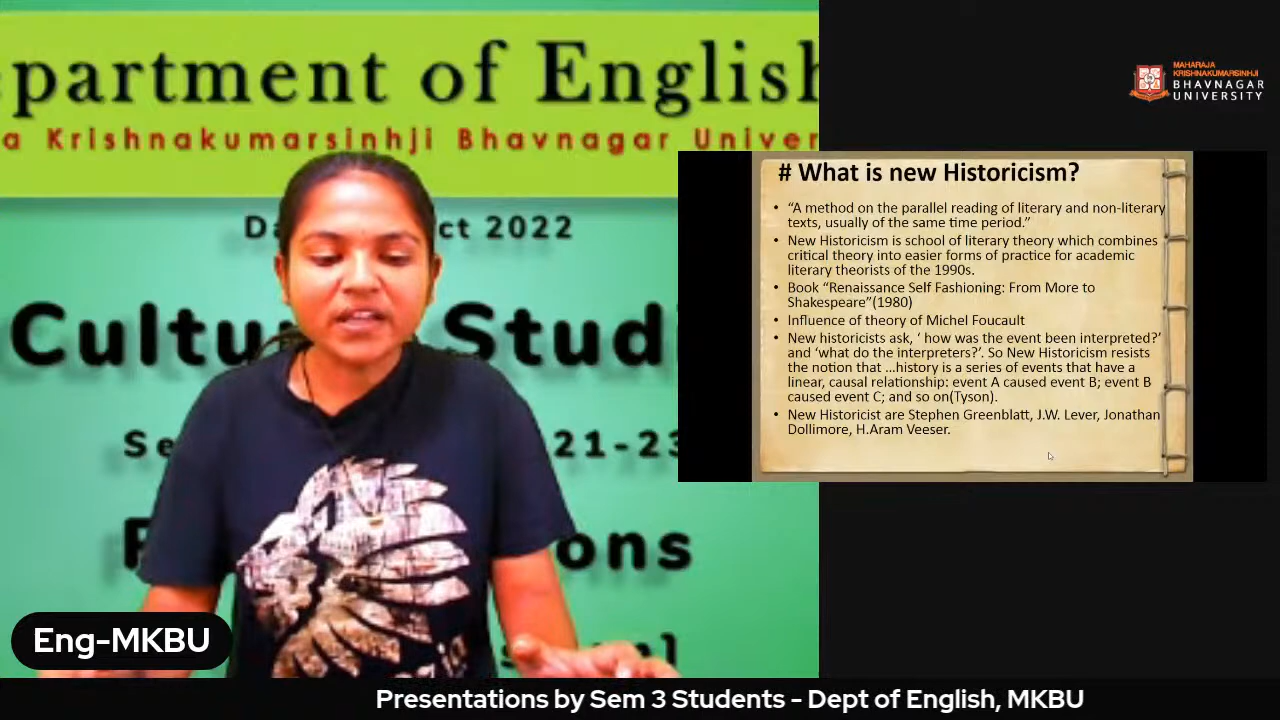 partment of English
a Krishnakumarsinhji Bhavnagar Univer
ct 2022
Cultu Studi
Se 21-23
ons
Eng-MKBU
MAHARAJA
KRISHNAKUMARSINHJI
BHAVNAGAR
UNIVERSITY
# What is new Historicism?
• “A method on the parallel reading of literary and non-literary
texts, usually of the same time period.”
• New Historicism is school of literary theory which combines
critical theory into easier forms of practice for academic
literary theorists of the 1990s.
• Book “Renaissance Self Fashioning: From More to
Shakespeare”(1980)
• Influence of theory of Michel Foucault
• New historicists ask, ‘ how was the event been interpreted?’
and ‘what do the interpreters?’. So New Historicism resists
the notion that ...history is a series of events that have a
linear, causal relationship: event A caused event B; event B
caused event C; and so on(Tyson).
• New Historicist are Stephen Greenblatt, J.W. Lever, Jonathan
Dollimore, H.Aram Veeser.
Presentations by Sem 3 Students - Dept of English, MKBU